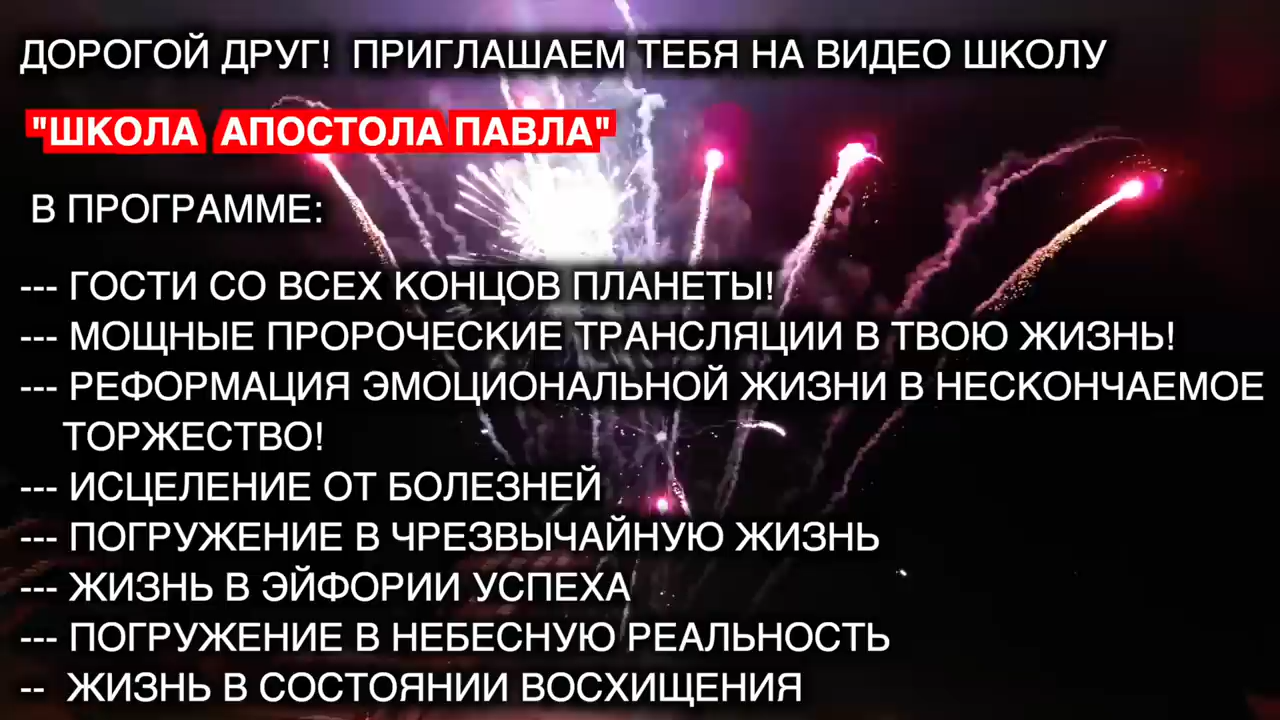 ДОРОГОЙ ДРУГ! ПРИГЛАШАЕМ ТЕБЯ НА ВИДЕО ШКОЛУ
"ШКОЛА АПОСТОЛА ПАВЛА"
В ПРОГРАММЕ:
--- ГОСТИ СО ВСЕХ КОНЦОВ ПЛАНЕТЫ!
--- МОЩНЫЕ ПРОРОЧЕСКИЕ ТРАНСЛЯЦИИ В ТВОЮ ЖИЗНЬ!
--- РЕФОРМАЦИЯ ЭМОЦИОНАЛЬНОЙ ЖИЗНИ В НЕСКОНЧАЕМОЕ
ТОРЖЕСТВО!
--- ИСЦЕЛЕНИЕ ОТ БОЛЕЗНЕЙ
--- ПОГРУЖЕНИЕ В ЧРЕЗВЫЧАЙНУЮ ЖИЗНЬ
--- ЖИЗНЬ В ЭЙФОРИИ УСПЕХА
--- ПОГРУЖЕНИЕ В НЕБЕСНУЮ РЕАЛЬНОСТЬ
-- ЖИЗНЬ В СОСТОЯНИИ ВОСХИЩЕНИЯ